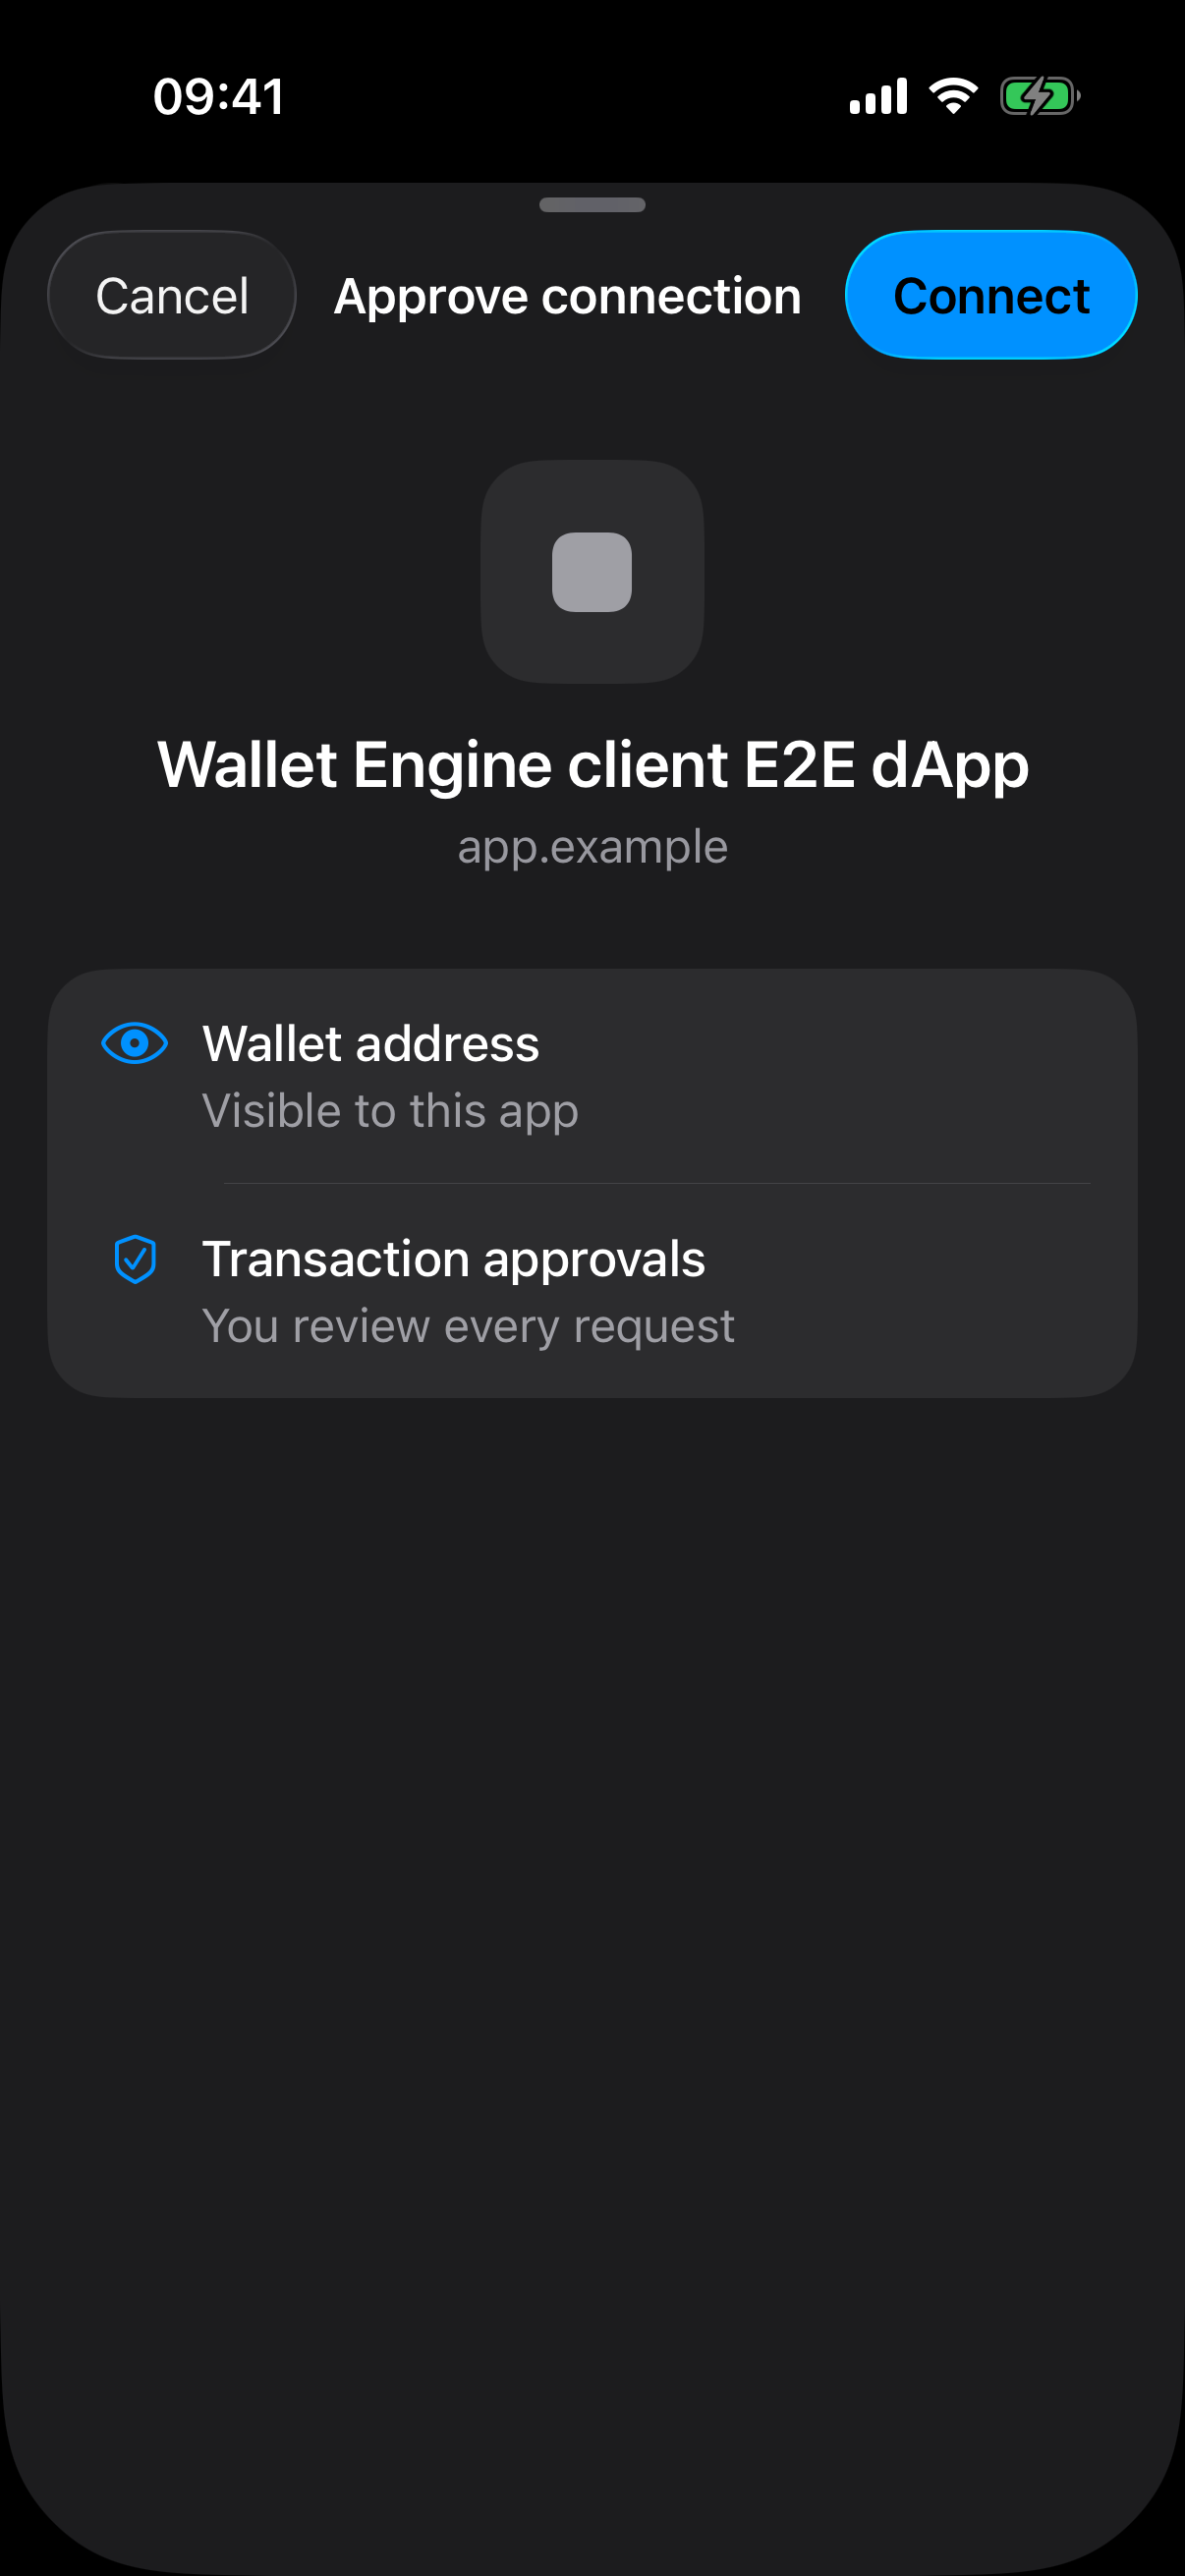 09:41
Cancel
Approve connection
Connect
Wallet Engine client E2E dApp
app.example
Wallet address
Visible to this app
Transaction approvals
You review every request